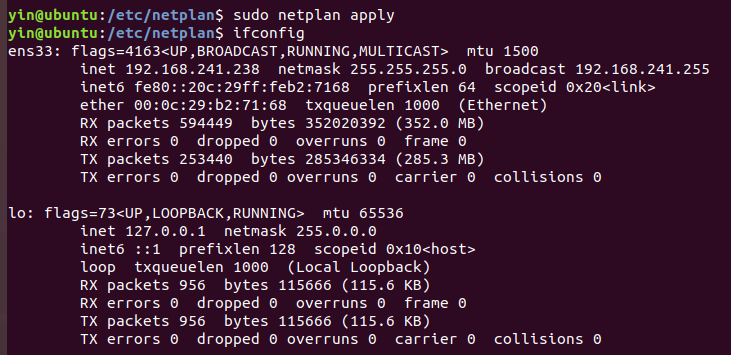 yin@ubuntu:/etc/netplan$ sudo netplan apply
yin@ubuntu:/etc/netplan$ ifconfig
ens33: flags=4163<UP,BROADCAST,RUNNING,MULTICAST>  mtu 1500
        inet 192.168.241.238  netmask 255.255.255.0  broadcast 192.168.241.255
        inet6 fe80::20c:29ff:feb2:7168  prefixlen 64  scopeid 0x20<link>
        ether 00:0c:29:b2:71:68  txqueuelen 1000  (Ethernet)
        RX packets 594449  bytes 352020392 (352.0 MB)
        RX errors 0  dropped 0  overruns 0  frame 0
        TX packets 253440  bytes 285346334 (285.3 MB)
        TX errors 0  dropped 0 overruns 0  carrier 0  collisions 0

lo: flags=73<UP,LOOPBACK,RUNNING>  mtu 65536
        inet 127.0.0.1  netmask 255.0.0.0
        inet6 ::1  prefixlen 128  scopeid 0x10<host>
        loop  txqueuelen 1000  (Local Loopback)
        RX packets 956  bytes 115666 (115.6 KB)
        RX errors 0  dropped 0  overruns 0  frame 0
        TX packets 956  bytes 115666 (115.6 KB)
        TX errors 0  dropped 0 overruns 0  carrier 0  collisions 0